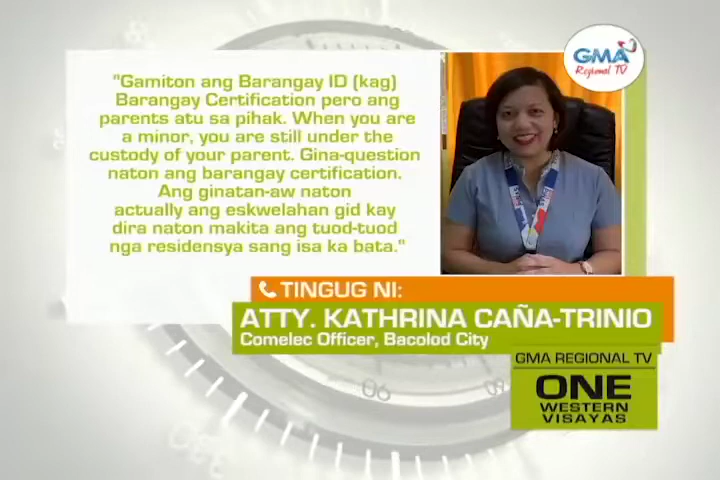 GMA
Regional TV
"Gamiton ang Barangay ID (kag)
Barangay Certification pero ang
parents atu sa pihak. When you are
a minor, you are still under the
custody of your parent. Gina-question
naton ang barangay certification.
Ang ginatan-aw naton
actually ang eskwelahan gid kay
dira naton makita ang tuod-tuod
nga residensya sang isa ka bata."
TINGUG NI:
ATTY. KATHRINA CAÑA-TRINIO
Comelec Officer, Bacolod City
GMA REGIONAL TV
ONE
WESTERN
VISAYAS
06